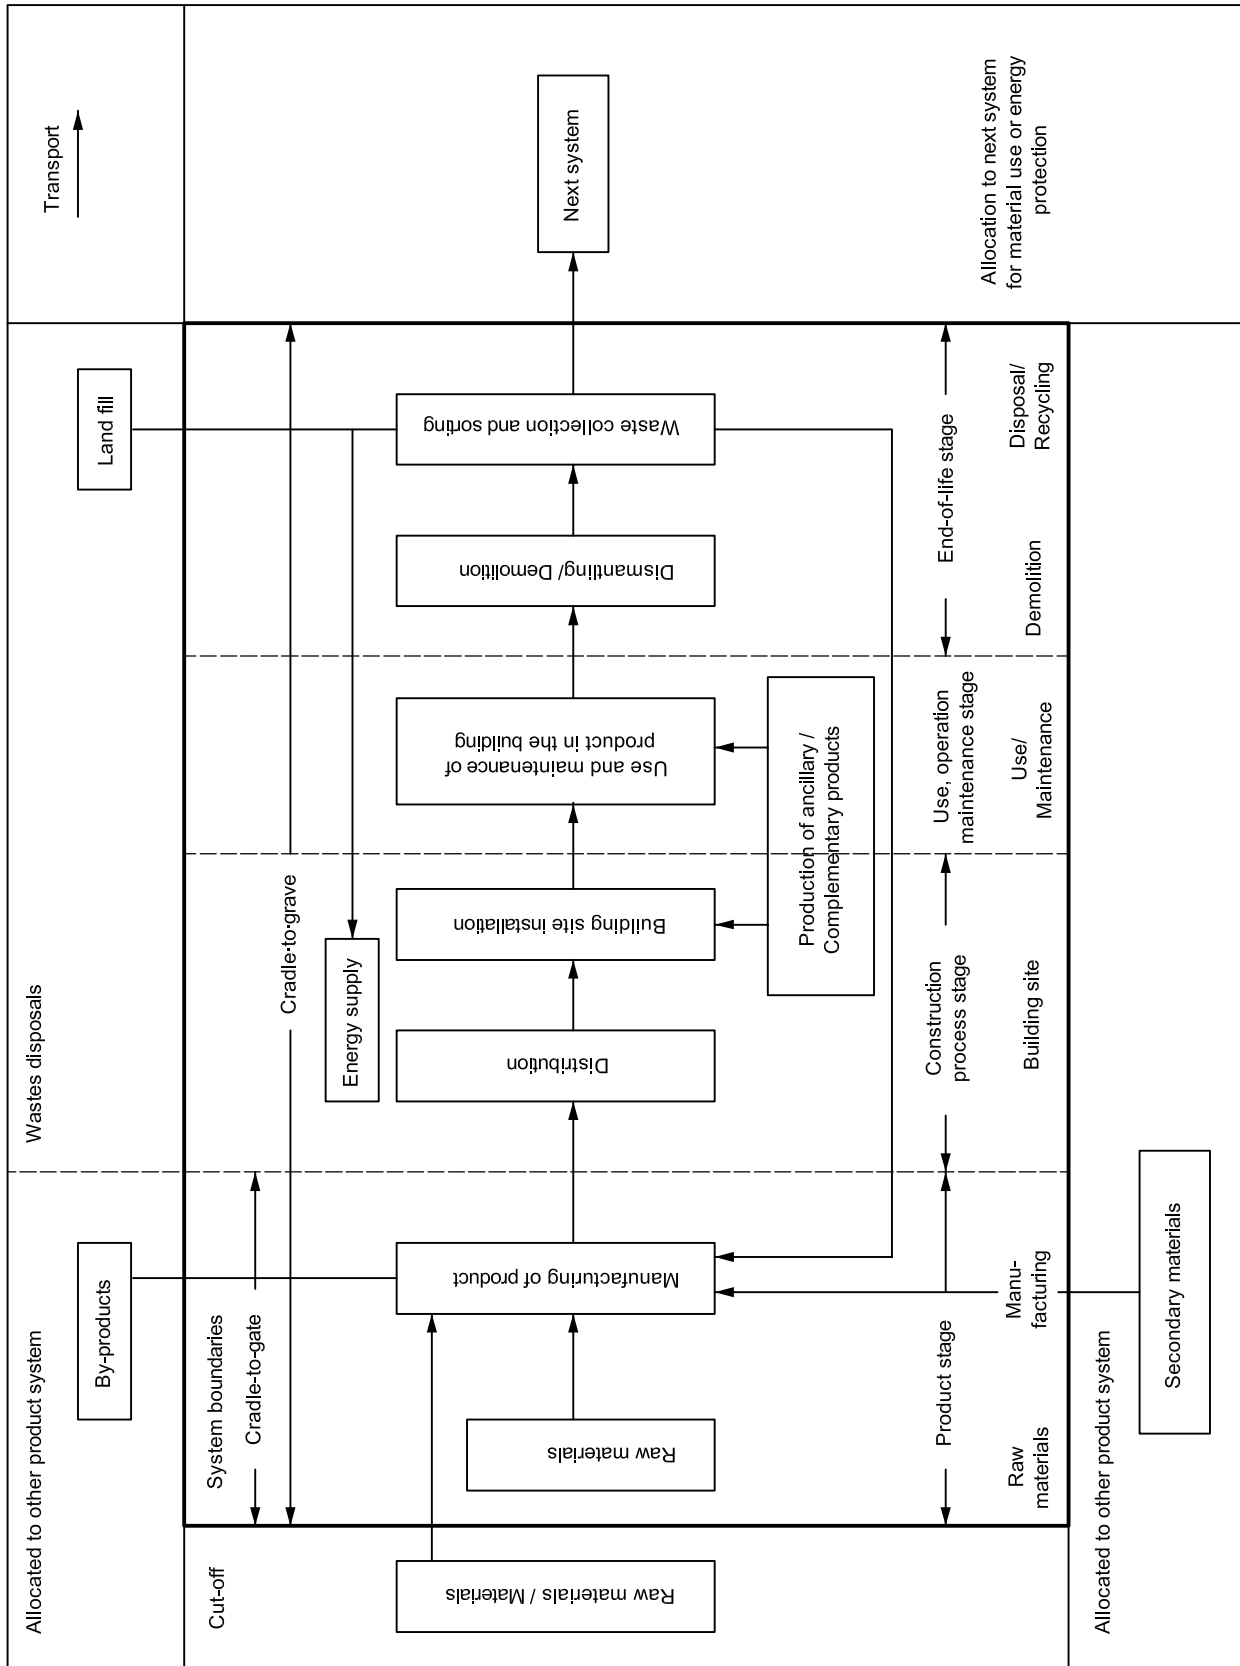 Allocated to other product system
Wastes disposals
Transport
By-products
Land fill
Cut-off
System boundaries
Cradle-to-gate
Cradle-to-grave
Energy supply
Raw materials / Materials
Raw materials
Manufacturing of product
Distribution
Building site installation
Use and maintenance of
product in the building
Dismantling/ Demolition
Waste collection and sorting
Next system
Production of ancillary /
Complementary products
Product stage
Construction
process stage
Use, operation
maintenance stage
End-of-life stage
Raw
materials
Manu-
facturing
Building site
Use/
Maintenance
Demolition
Disposal/
Recycling
Allocation to next system
for material use or energy
protection
Allocated to other product system
Secondary materials